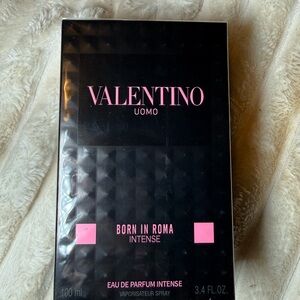 VALENTINO
UOMO
BORN IN ROMA
INTENSE
EAU DE PARFUM INTENSE
100 ml
VAPORISATEUR SPRAY
3.4 FL.OZ.